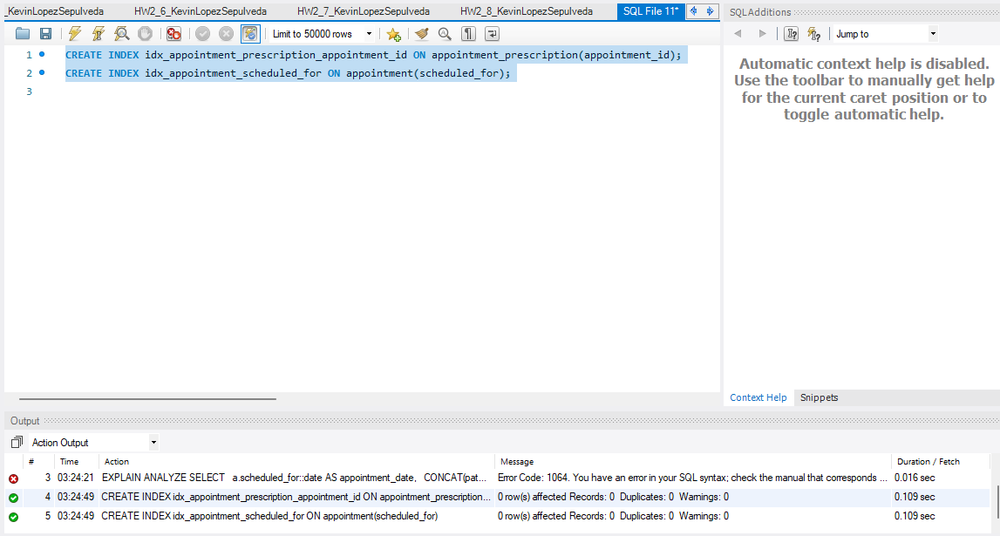 _KevinLopezSepulveda HW2_6_KevinLopezSepulveda HW2_7_KevinLopezSepulveda HW2_8_KevinLopezSepulveda SQL File 11* SQLAdditions
Limit to 50000 rows Jump to
1 CREATE INDEX idx_appointment_prescription_appointment_id ON appointment_prescription(appointment_id);
2 CREATE INDEX idx_appointment_scheduled_for ON appointment(scheduled_for);
3
Automatic context help is disabled.
Use the toolbar to manually get help
for the current caret position or to
toggle automatic help.
Context Help Snippets
Output
Action Output
# Time Action Message Duration / Fetch
3 03:24:21 EXPLAIN ANALYZE SELECT a.scheduled_for::date AS appointment_date, CONCAT(pat... Error Code: 1064. You have an error in your SQL syntax; check the manual that corresponds ... 0.016 sec
4 03:24:49 CREATE INDEX idx_appointment_prescription_appointment_id ON appointment_prescription... 0 row(s) affected Records: 0 Duplicates: 0 Warnings: 0 0.109 sec
5 03:24:49 CREATE INDEX idx_appointment_scheduled_for ON appointment(scheduled_for) 0 row(s) affected Records: 0 Duplicates: 0 Warnings: 0 0.109 sec